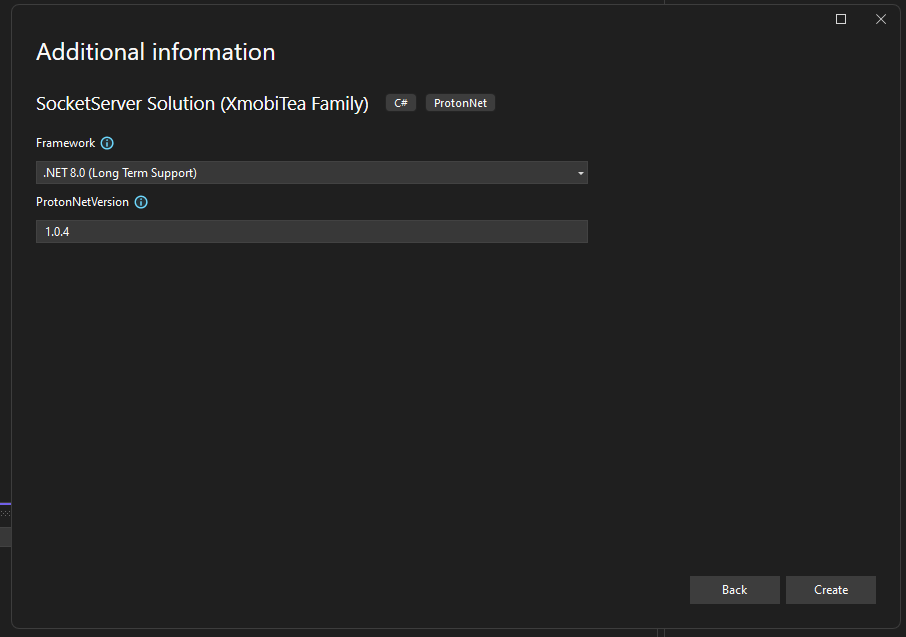 Additional information
SocketServer Solution (XmobiTea Family) C# ProtonNet
Framework
.NET 8.0 (Long Term Support)
ProtonNetVersion
1.0.4
Back Create